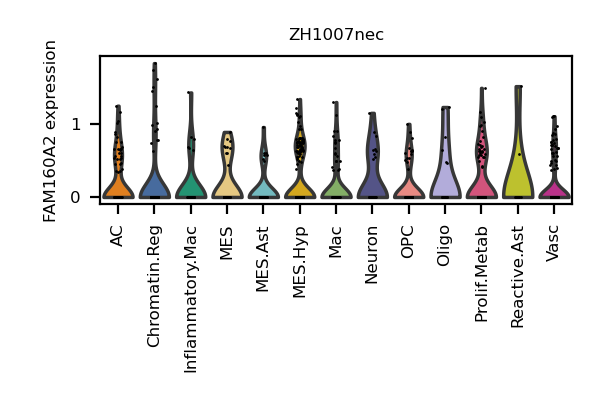 ZH1007nec
FAM160A2 expression
1
0
AC
Chromatin.Reg
Inflammatory.Mac
MES
MES.Ast
MES.Hyp
Mac
Neuron
OPC
Oligo
Prolif.Metab
Reactive.Ast
Vasc